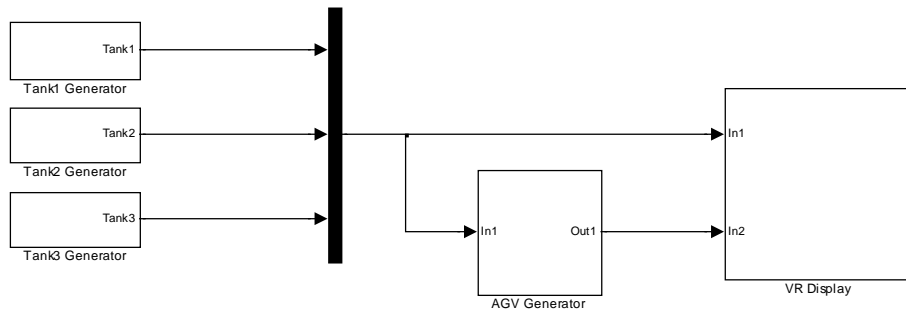 Tank1
Tank1 Generator
Tank2
Tank2 Generator
Tank3
Tank3 Generator
In1
Out1
AGV Generator
In1
In2
VR Display